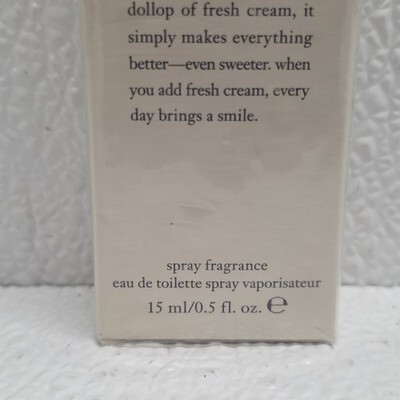 dollop of fresh cream, it
simply makes everything
better—even sweeter. when
you add fresh cream, every
day brings a smile.
spray fragrance
eau de toilette spray vaporisateur
15 ml/0.5 fl. oz. ℮